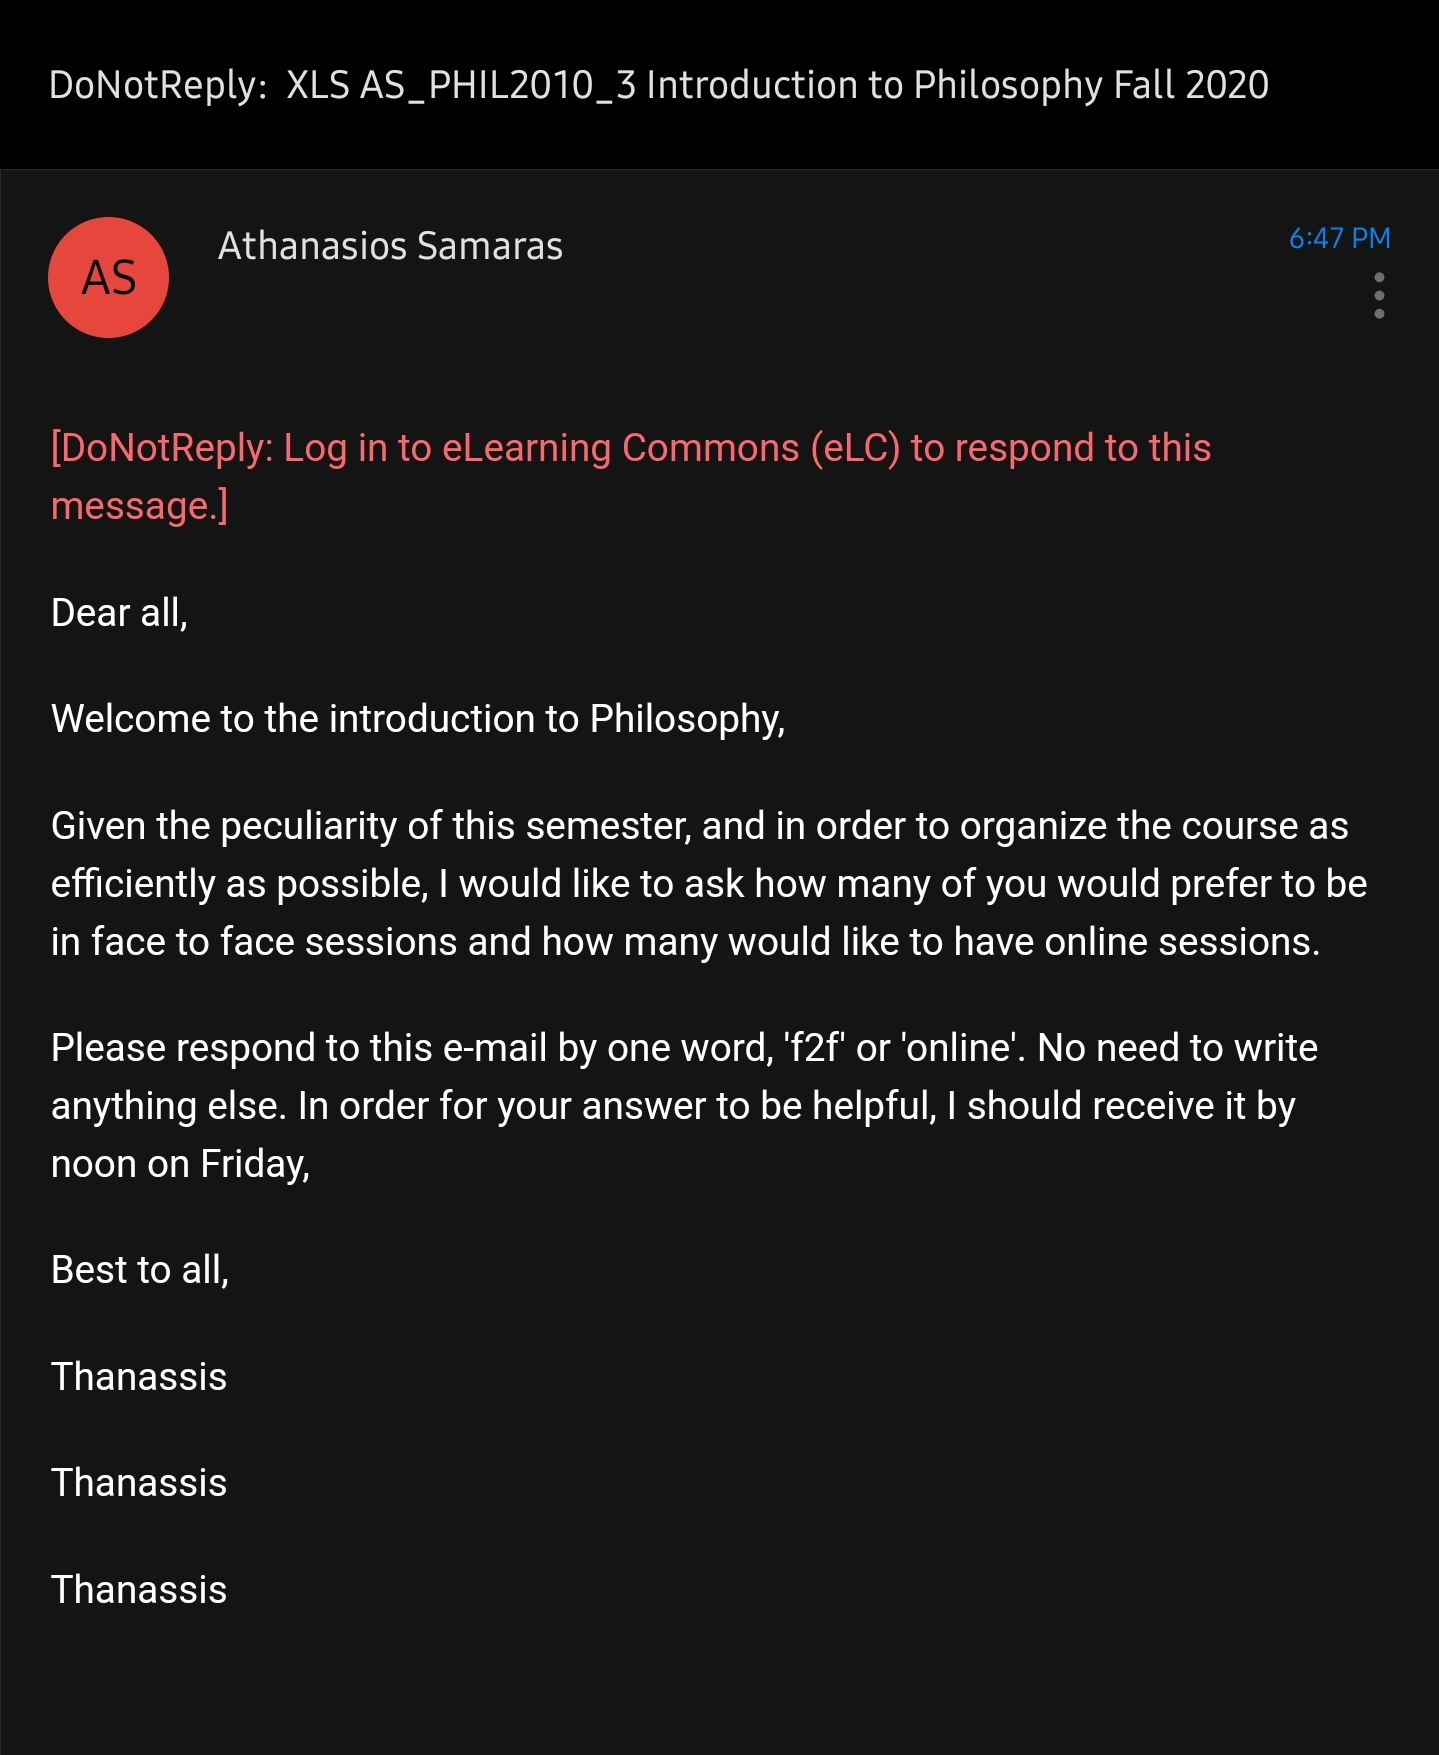 DoNotReply:  XLS AS_PHIL2010_3 Introduction to Philosophy Fall 2020
AS
Athanasios Samaras
6:47 PM
[DoNotReply: Log in to eLearning Commons (eLC) to respond to this
message.]
Dear all,
Welcome to the introduction to Philosophy,
Given the peculiarity of this semester, and in order to organize the course as
efficiently as possible, I would like to ask how many of you would prefer to be
in face to face sessions and how many would like to have online sessions.
Please respond to this e-mail by one word, 'f2f' or 'online'. No need to write
anything else. In order for your answer to be helpful, I should receive it by
noon on Friday,
Best to all,
Thanassis
Thanassis
Thanassis